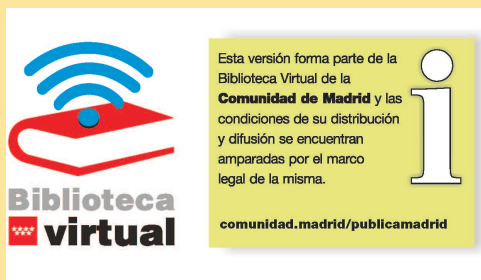 Biblioteca
virtual
Esta versión forma parte de la
Biblioteca Virtual de la
Comunidad de Madrid y las
condiciones de su distribución
y difusión se encuentran
amparadas por el marco
legal de la misma.
comunidad.madrid/publicamadrid
i